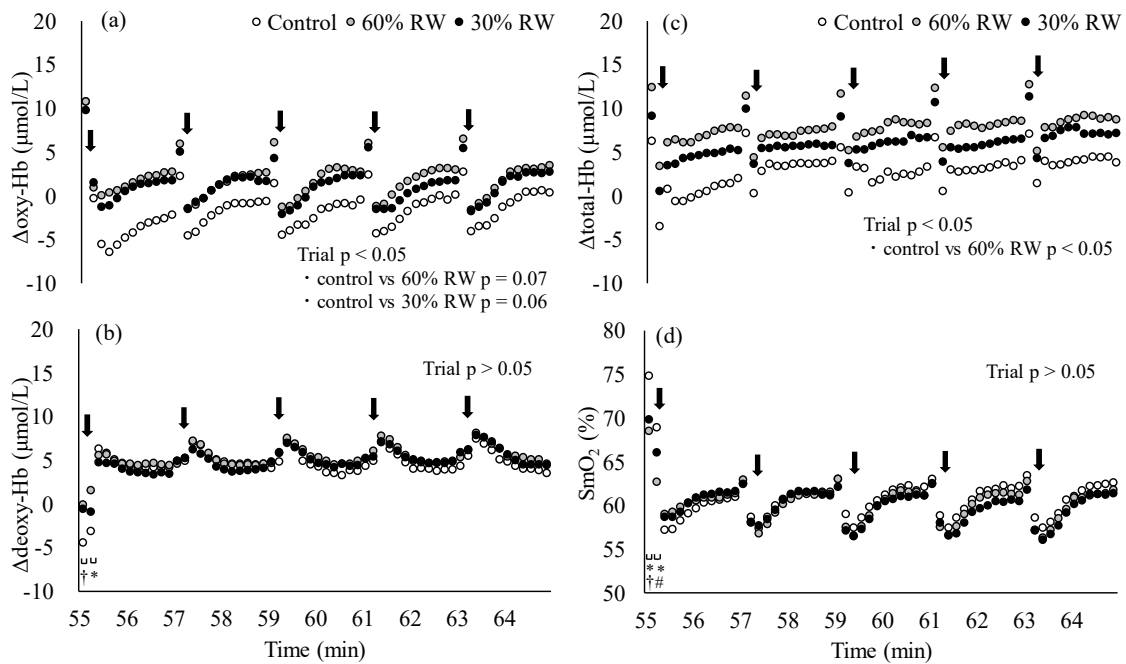 (a)
Control 60% RW 30% RW
20
15
10
5
0
-5
-10
Δoxy-Hb (μmol/L)
Trial p < 0.05
・ control vs 60% RW p = 0.07
・ control vs 30% RW p = 0.06
(c)
Control 60% RW 30% RW
20
15
10
5
0
-5
-10
Δtotal-Hb (μmol/L)
Trial p < 0.05
・ control vs 60% RW p < 0.05
(b)
20
15
10
5
0
-5
-10
Δdeoxy-Hb (μmol/L)
Trial p > 0.05
*
†
55 56 57 58 59 60 61 62 63 64
Time (min)
(d)
80
75
70
65
60
55
50
SmO2 (%)
Trial p > 0.05
* *
† #
55 56 57 58 59 60 61 62 63 64
Time (min)